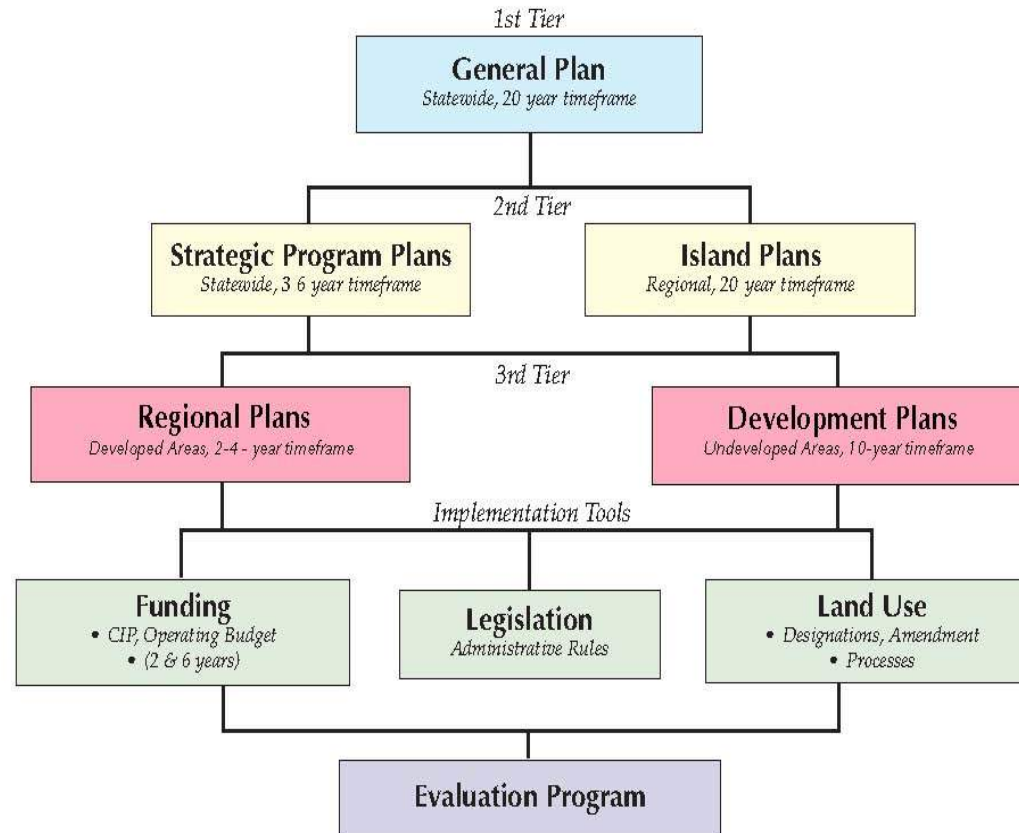 1st Tier
General Plan
Statewide, 20 year timeframe
2nd Tier
Strategic Program Plans
Statewide, 3 6 year timeframe
Island Plans
Regional, 20 year timeframe
3rd Tier
Regional Plans
Developed Areas, 2-4 - year timeframe
Development Plans
Undeveloped Areas, 10-year timeframe
Implementation Tools
Funding
• CIP, Operating Budget
• (2 & 6 years)
Legislation
Administrative Rules
Land Use
• Designations, Amendment
• Processes
Evaluation Program